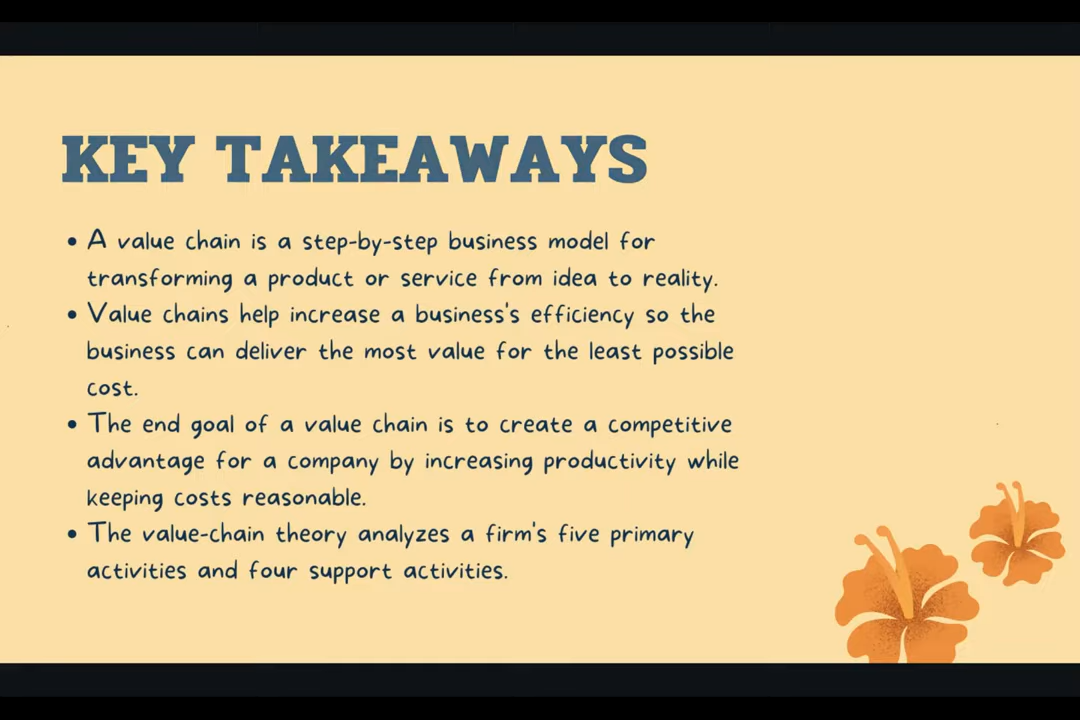 KEY TAKEAWAYS
• A value chain is a step-by-step business model for
transforming a product or service from idea to reality.
• Value chains help increase a business's efficiency so the
business can deliver the most value for the least possible
cost.
• The end goal of a value chain is to create a competitive
advantage for a company by increasing productivity while
keeping costs reasonable.
• The value-chain theory analyzes a firm's five primary
activities and four support activities.